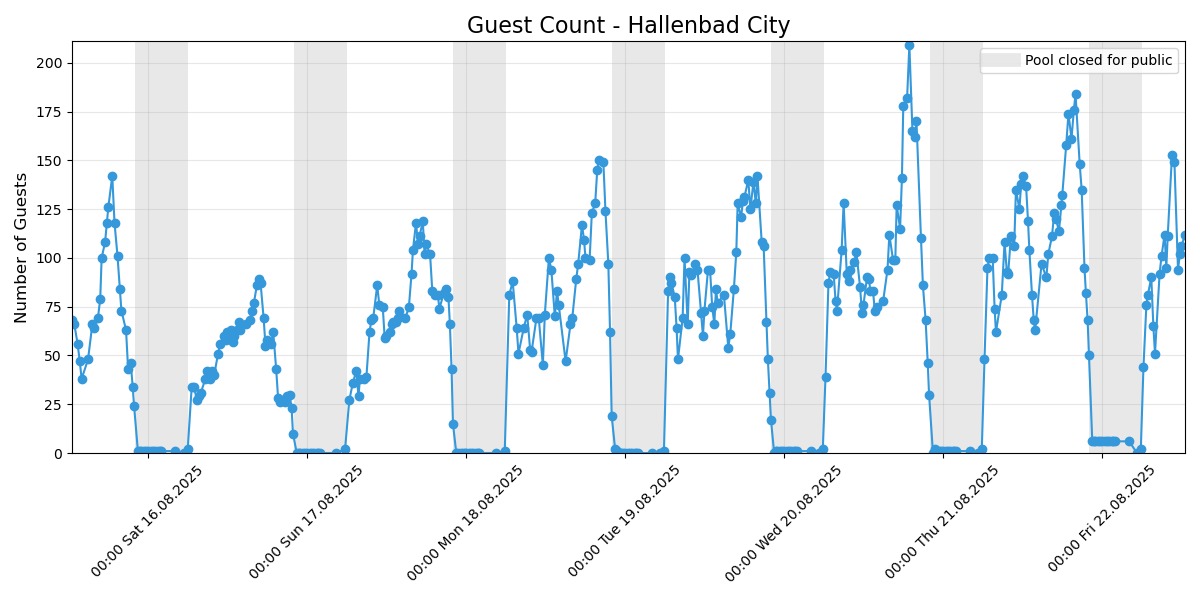 Guest Count - Hallenbad City
Pool closed for public
Number of Guests
200
175
150
125
100
75
50
25
0
00:00 Sat 16.08.2025
00:00 Sun 17.08.2025
00:00 Mon 18.08.2025
00:00 Tue 19.08.2025
00:00 Wed 20.08.2025
00:00 Thu 21.08.2025
00:00 Fri 22.08.2025